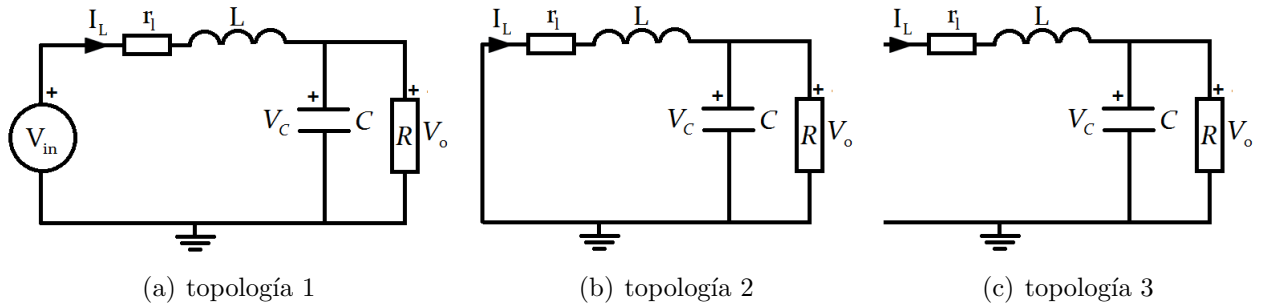 I_L r_l L
+
V_in
+
V_C C
+
R V_o
(a) topología 1
I_L r_l L
+
V_C C
+
R V_o
(b) topología 2
I_L r_l L
+
V_C C
+
R V_o
(c) topología 3